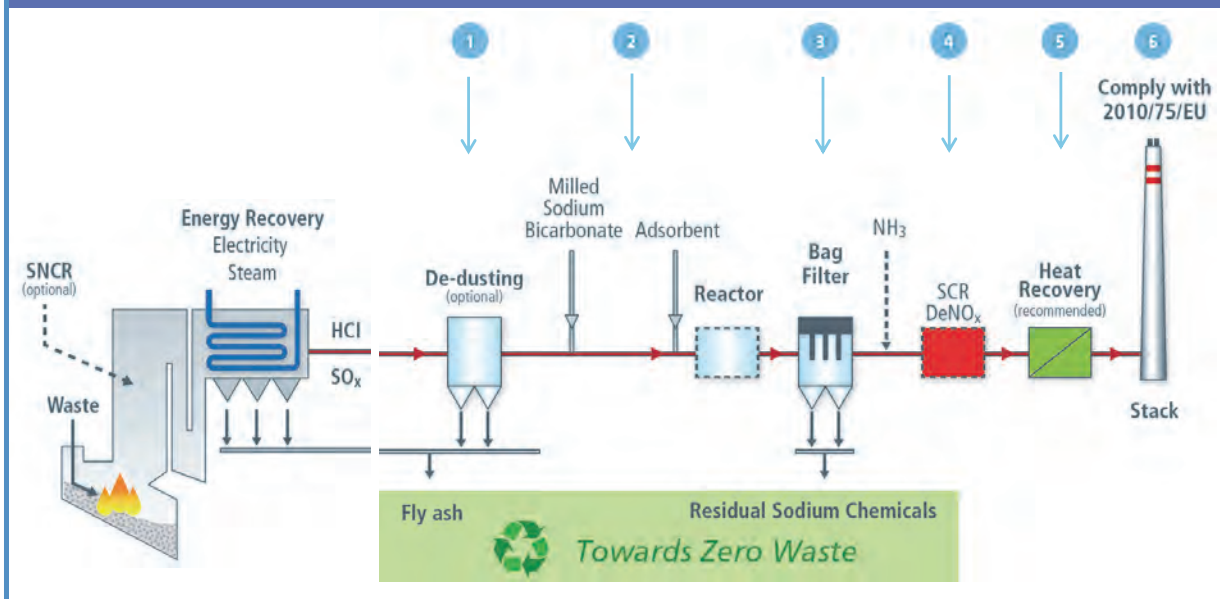 1
2
3
4
5
6
Comply with
2010/75/EU
Milled
Sodium
Bicarbonate
Adsorbent
NH₃
Energy Recovery
Electricity
Steam
SNCR
(optional)
De-dusting
(optional)
Reactor
Bag
Filter
SCR
DeNOₓ
Heat
Recovery
(recommended)
HCl
SOₓ
Waste
Stack
Fly ash
Residual Sodium Chemicals
Towards Zero Waste